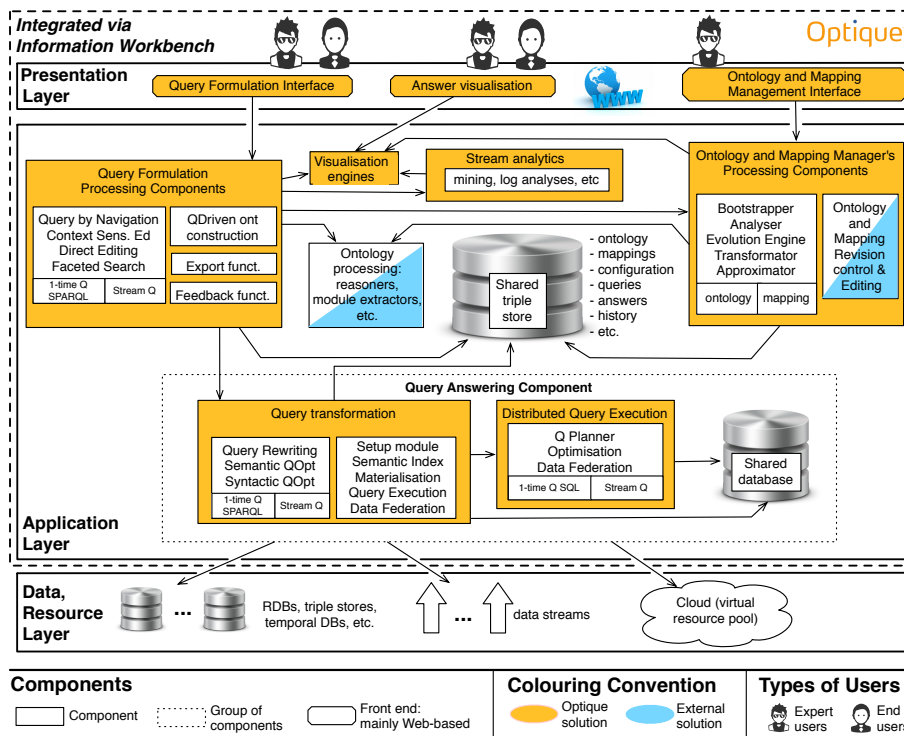 Integrated via
Information Workbench
Optique
Presentation
Layer
Query Formulation Interface
Answer visualisation
WWW
Ontology and Mapping
Management Interface
Query Formulation
Processing Components
Query by Navigation
Context Sens. Ed
Direct Editing
Faceted Search
1-time Q
SPARQL
Stream Q
QDriven ont
construction
Export funct.
Feedback funct.
Visualisation
engines
Stream analytics
mining, log analyses, etc
Ontology
processing:
reasoners,
module extractors,
etc.
Shared
triple
store
- ontology
- mappings
- configuration
- queries
- answers
- history
- etc.
Ontology and Mapping Manager's
Processing Components
Bootstrapper
Analyser
Evolution Engine
Transformator
Approximator
ontology
mapping
Ontology
and
Mapping
Revision
control &
Editing
Query Answering Component
Query transformation
Query Rewriting
Semantic QOpt
Syntactic QOpt
1-time Q
SPARQL
Stream Q
Setup module
Semantic Index
Materialisation
Query Execution
Data Federation
Distributed Query Execution
Q Planner
Optimisation
Data Federation
1-time Q SQL
Stream Q
Shared
database
Application
Layer
Data,
Resource
Layer
...
RDBs, triple stores,
temporal DBs, etc.
...
data streams
Cloud (virtual
resource pool)
Components
Component
Group of
components
Front end:
mainly Web-based
Colouring Convention
Optique
solution
External
solution
Types of Users
Expert
users
End
users